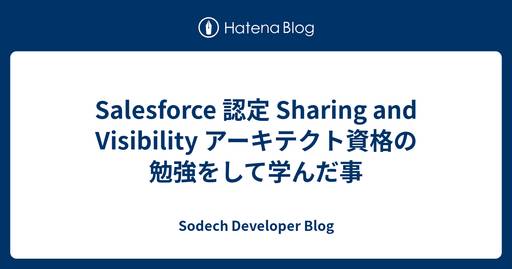 Hatena Blog
Salesforce 認定 Sharing and
Visibility アーキテクト資格の
勉強をして学んだ事
Sodech Developer Blog